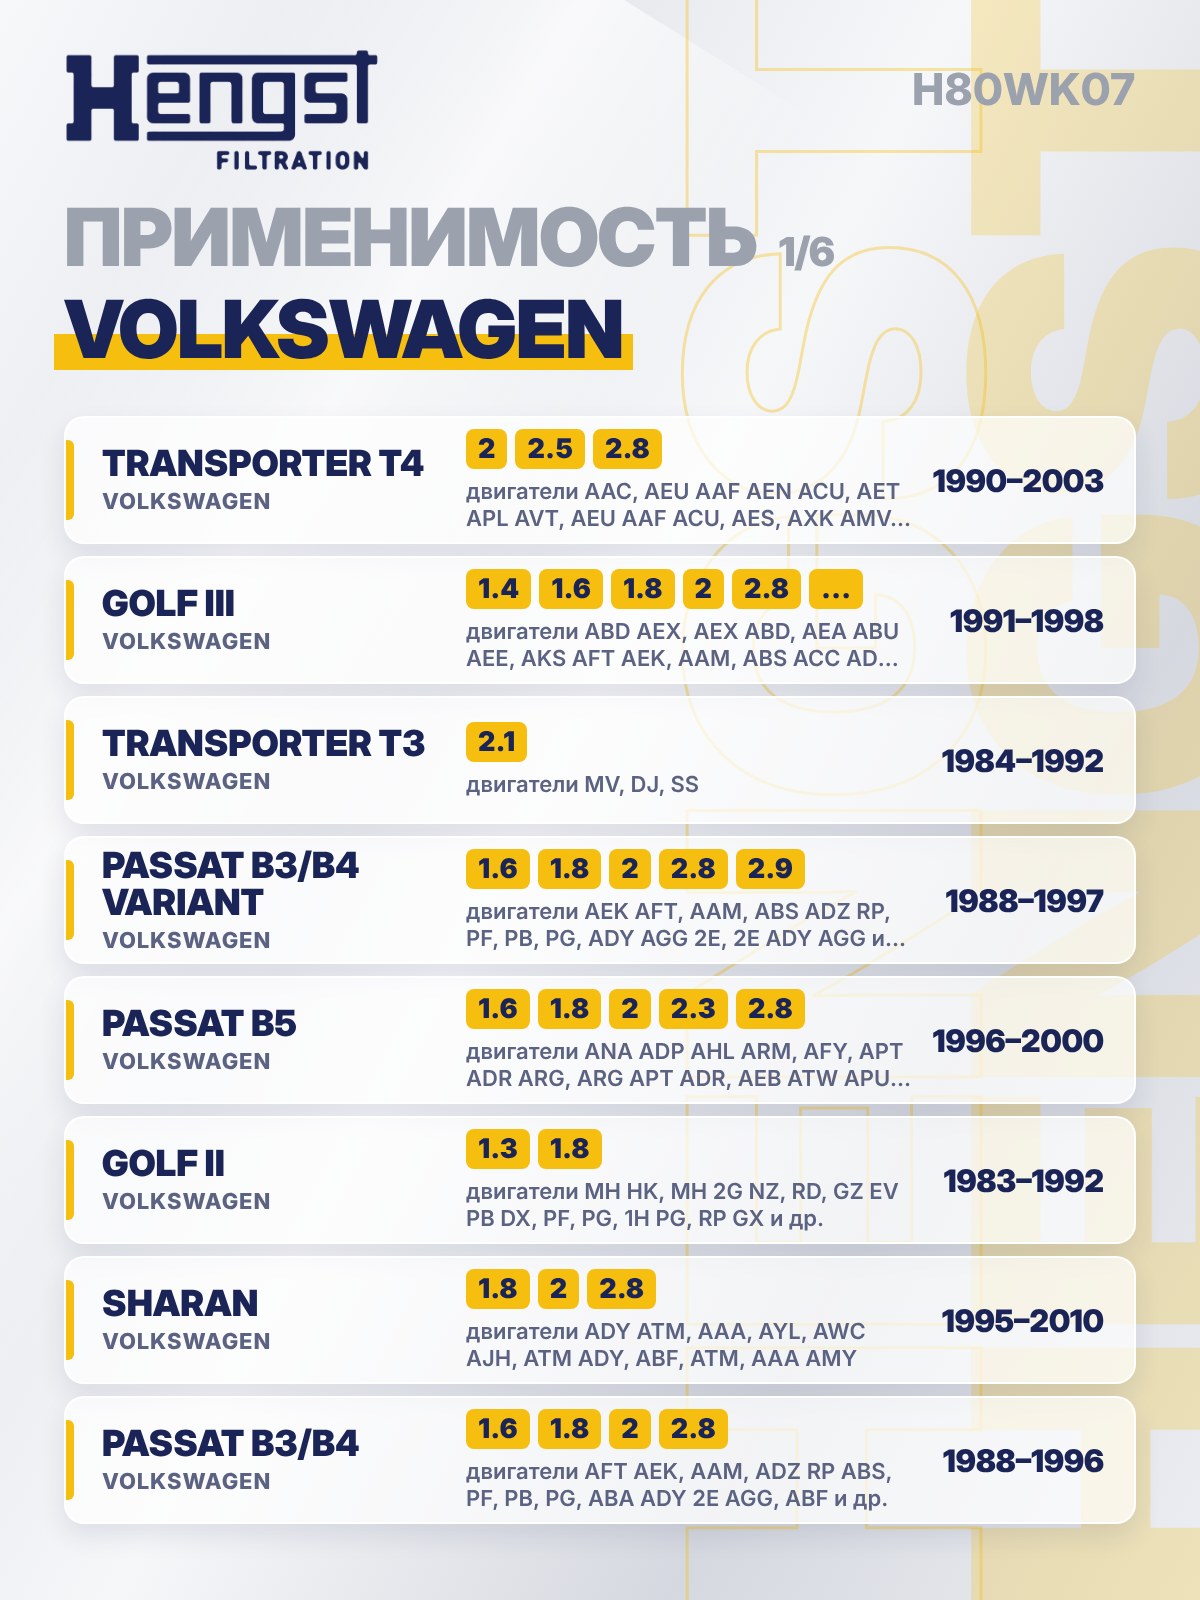 Hengst
FILTRATION
H80WK07
ПРИМЕНИМОСТЬ 1/6
VOLKSWAGEN
TRANSPORTER T4
VOLKSWAGEN
2 2.5 2.8
двигатели AAC, AEU AAF AEN ACU, AET
APL AVT, AEU AAF ACU, AES, AXK AMV...
1990–2003
GOLF III
VOLKSWAGEN
1.4 1.6 1.8 2 2.8 ...
двигатели ABD AEX, AEX ABD, AEA ABU
AEE, AKS AFT AEK, AAM, ABS ACC AD...
1991–1998
TRANSPORTER T3
VOLKSWAGEN
2.1
двигатели MV, DJ, SS
1984–1992
PASSAT B3/B4
VARIANT
VOLKSWAGEN
1.6 1.8 2 2.8 2.9
двигатели AEK AFT, AAM, ABS ADZ RP,
PF, PB, PG, ADY AGG 2E, 2E ADY AGG и...
1988–1997
PASSAT B5
VOLKSWAGEN
1.6 1.8 2 2.3 2.8
двигатели ANA ADP AHL ARM, AFY, APT
ADR ARG, ARG APT ADR, AEB ATW APU...
1996–2000
GOLF II
VOLKSWAGEN
1.3 1.8
двигатели MH HK, MH 2G NZ, RD, GZ EV
PB DX, PF, PG, 1H PG, RP GX и др.
1983–1992
SHARAN
VOLKSWAGEN
1.8 2 2.8
двигатели ADY ATM, AAA, AYL, AWC
AJH, ATM ADY, ABF, ATM, AAA AMY
1995–2010
PASSAT B3/B4
VOLKSWAGEN
1.6 1.8 2 2.8
двигатели AFT AEK, AAM, ADZ RP ABS,
PF, PB, PG, ABA ADY 2E AGG, ABF и др.
1988–1996
HENGST
HENGST